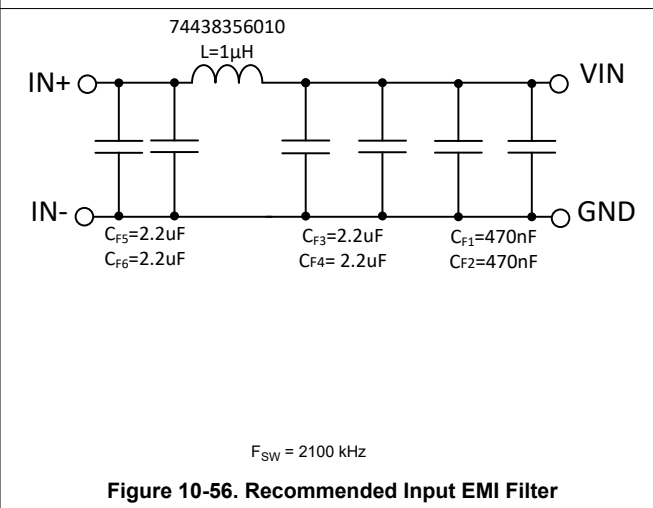 74438356010
L=1µH
IN+
VIN
IN-
GND
CF5=2.2uF
CF6=2.2uF
CF3=2.2uF
CF4= 2.2uF
CF1=470nF
CF2=470nF
FSW = 2100 kHz
Figure 10-56. Recommended Input EMI Filter